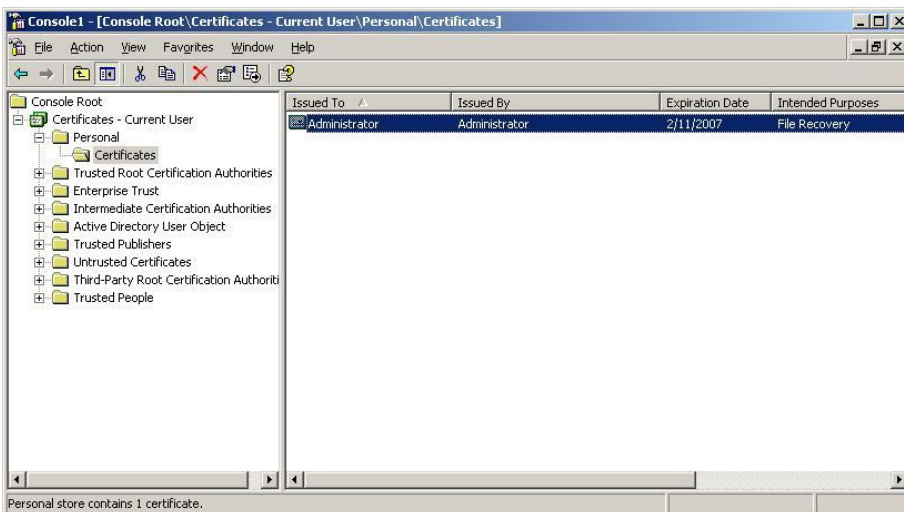 Console1 - [Console Root\Certificates - Current User\Personal\Certificates]
File Action View Favorites Window Help
Console Root
Certificates - Current User
Personal
Certificates
Trusted Root Certification Authorities
Enterprise Trust
Intermediate Certification Authorities
Active Directory User Object
Trusted Publishers
Untrusted Certificates
Third-Party Root Certification Authoriti
Trusted People
Issued To Issued By Expiration Date Intended Purposes
Administrator Administrator 2/11/2007 File Recovery
Personal store contains 1 certificate.